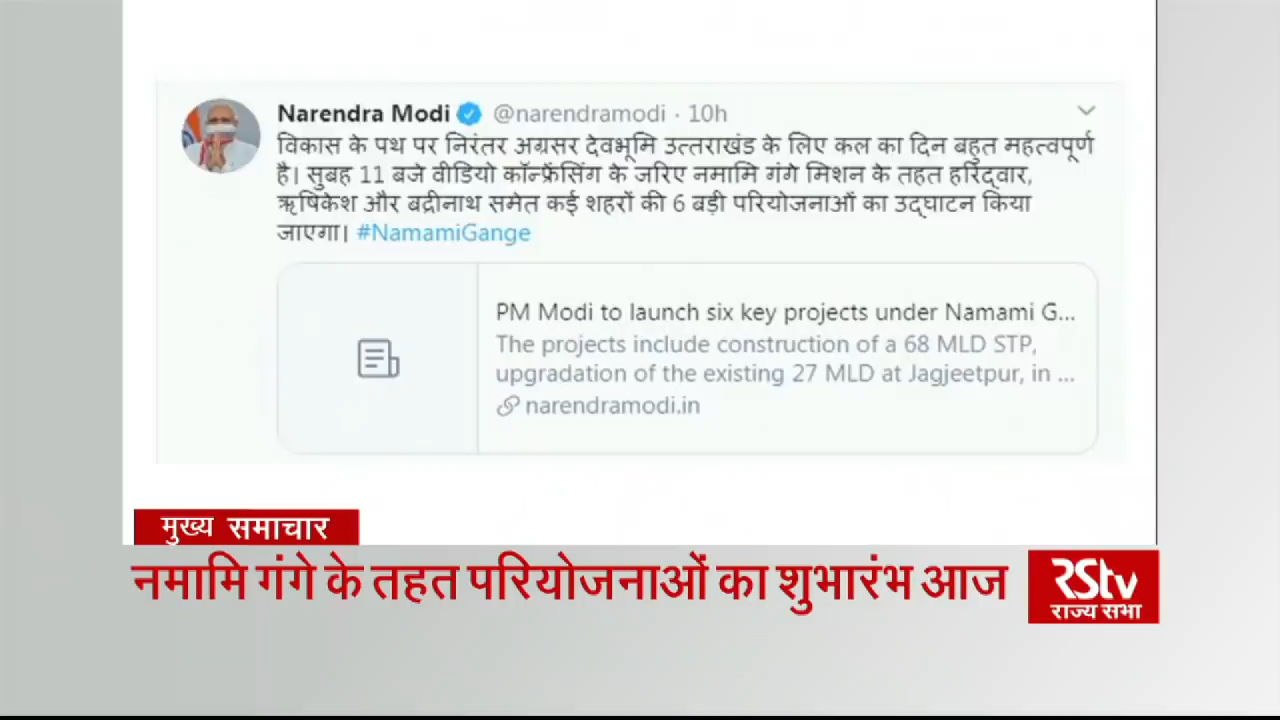 Narendra Modi @narendramodi · 10h
विकास के पथ पर निरंतर अग्रसर देवभूमि उत्तराखंड के लिए कल का दिन बहुत महत्वपूर्ण
है। सुबह 11 बजे वीडियो कॉन्फ्रेंसिंग के जरिए नमामि गंगे मिशन के तहत हरिद्वार,
ऋषिकेश और बद्रीनाथ समेत कई शहरों की 6 बड़ी परियोजनाओं का उद्घाटन किया
जाएगा। #NamamiGange
PM Modi to launch six key projects under Namami G...
The projects include construction of a 68 MLD STP,
upgradation of the existing 27 MLD at Jagjeetpur, in ...
narendramodi.in
मुख्य समाचार
नमामि गंगे के तहत परियोजनाओं का शुभारंभ आज
RStv
राज्य सभा